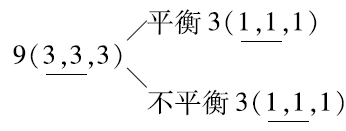 平衡 3(1,1,1)
9(3,3,3)
不平衡 3(1,1,1)